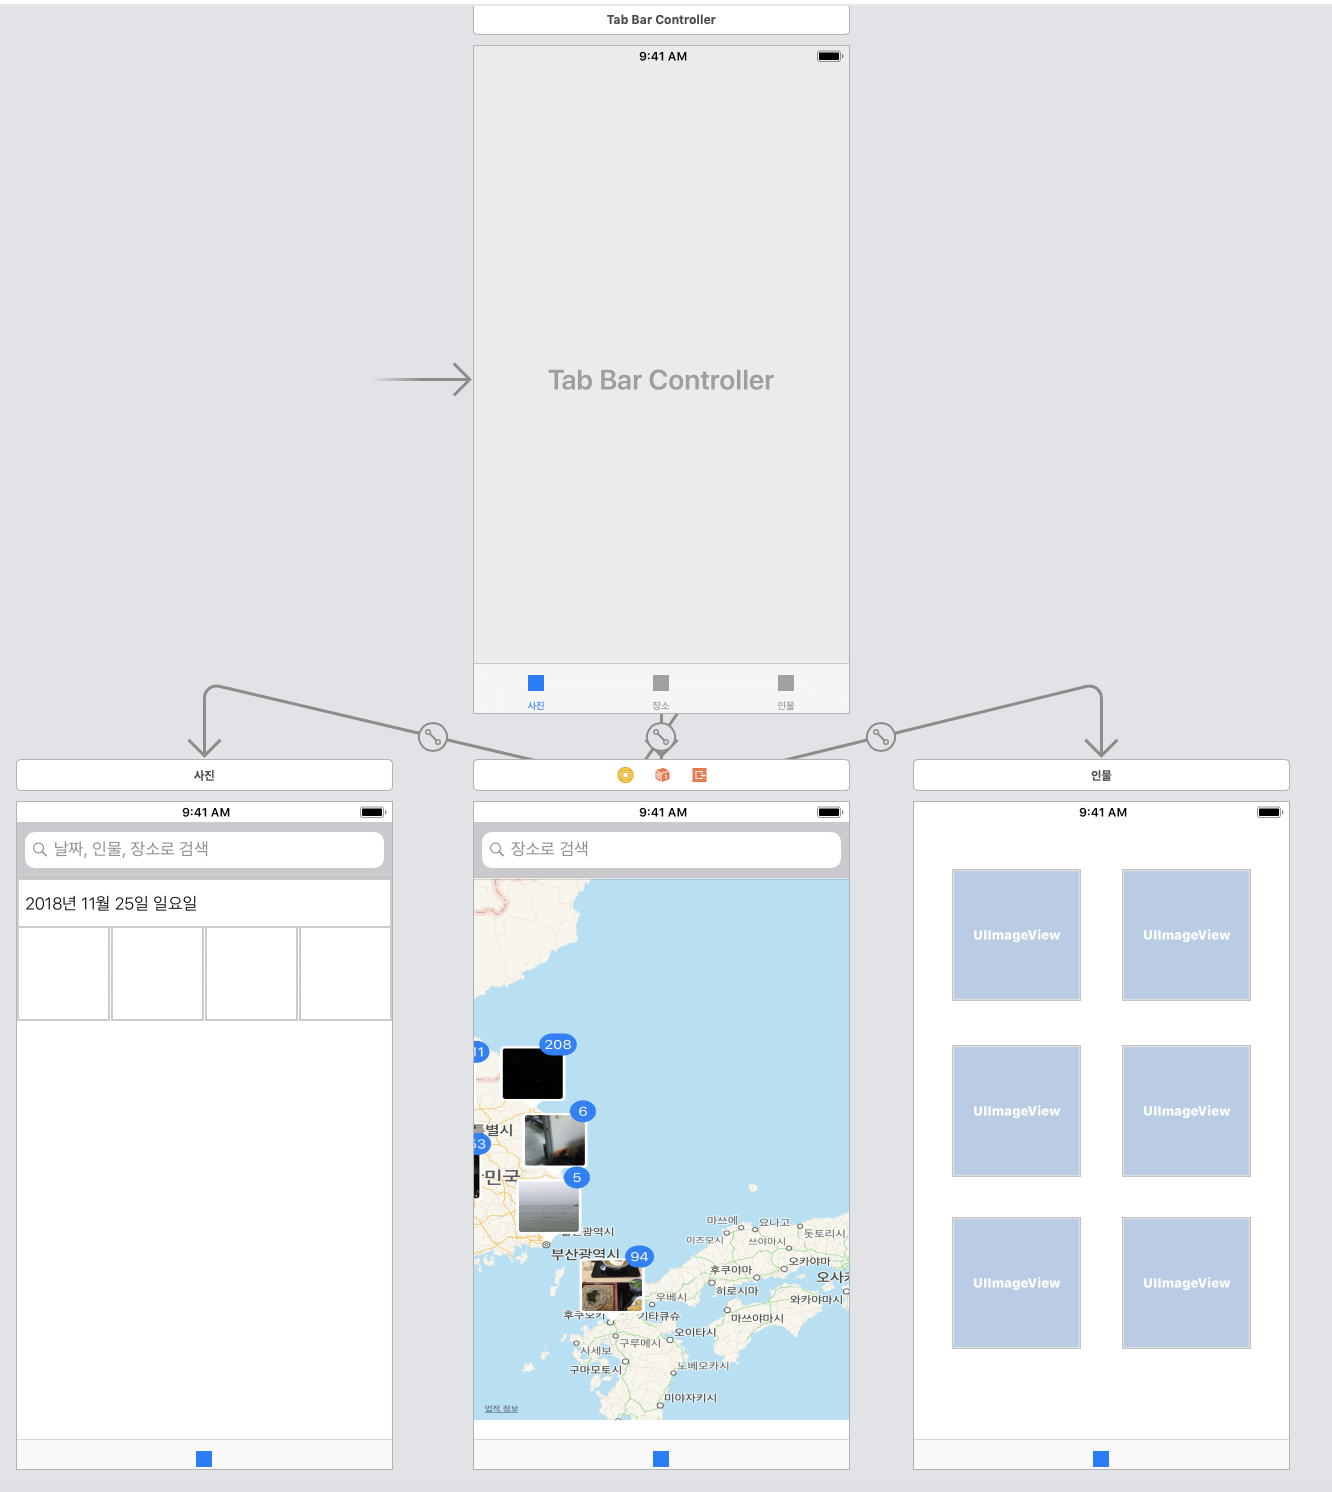 Tab Bar Controller
9:41 AM
Tab Bar Controller
사진
장소
인물
사진
9:41 AM
날짜, 인물, 장소로 검색
2018년 11월 25일 일요일
9:41 AM
장소로 검색
208
11
6
특별시
53
민국
5
광역시
부산광역시
94
마쓰에
요나고
돗토리시
이즈모시
쓰야마시
오카야마
후쿠야마
히로시마
와카야마시
우베시
기타큐슈
마쓰야마시
오이타시
구루메시
사세보
구마모토시
노베오카시
미야자키시
법적 정보
인물
9:41 AM
UIImageView
UIImageView
UIImageView
UIImageView
UIImageView
UIImageView